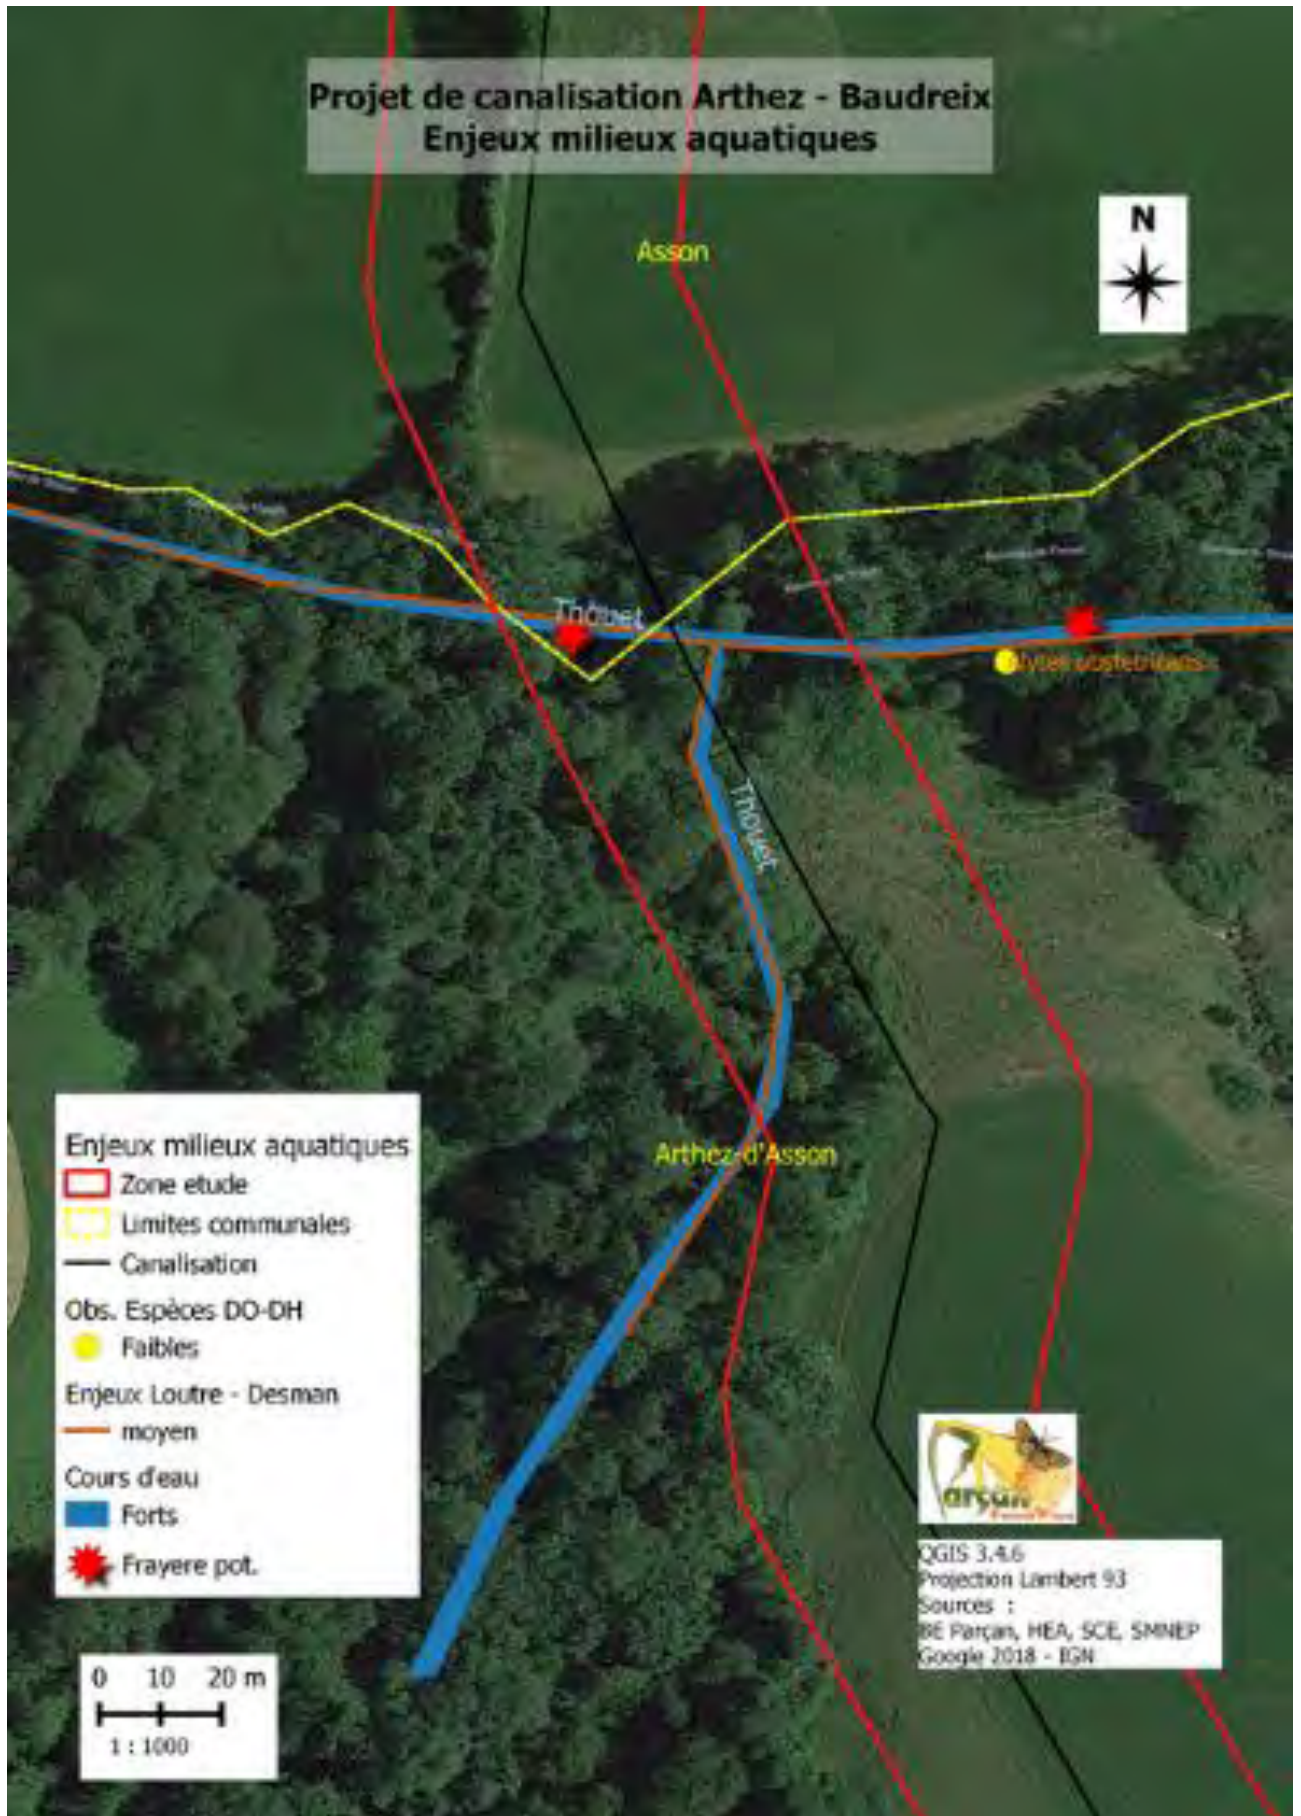 Projet de canalisation Arthez - Baudreix
Enjeux milieux aquatiques
N
Asson
Thouet
Thouet
Arthez-d'Asson
Enjeux milieux aquatiques
Zone etude
Limites communales
Canalisation
Obs. Espèces DO-DH
Faibles
Enjeux Loutre - Desman
moyen
Cours d'eau
Forts
Frayere pot.
0 10 20 m
1 : 1000
QGIS 3.4.6
Projection Lambert 93
Sources :
BE Parçan, HEA, SCE, SMNEP
Google 2018 - IGN